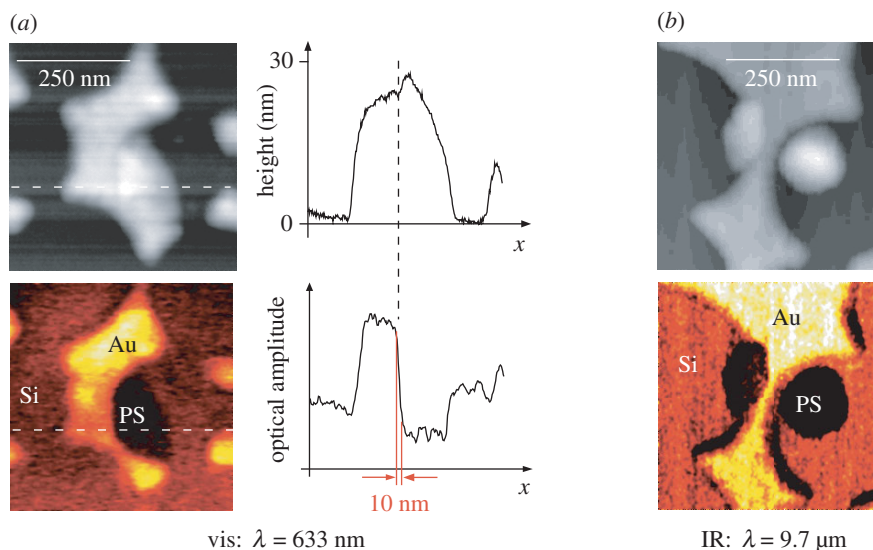 (a)
(b)
250 nm
30
height (nm)
0
x
250 nm
Au
Si
PS
optical amplitude
x
10 nm
Au
Si
PS
vis: λ = 633 nm
IR: λ = 9.7 μm